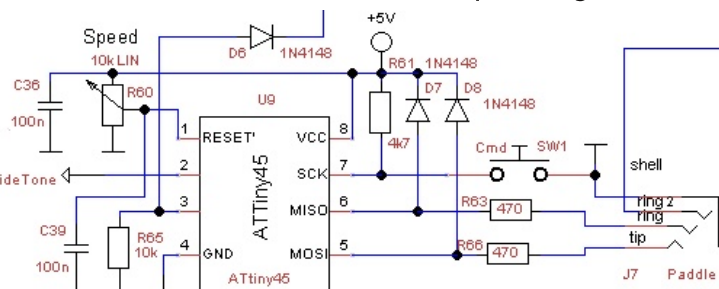 +5V
Speed
10k LIN
D6
1N4148
R61
1N4148
C36
R60
U9
D7
D8
1N4148
100n
1
RESET'
VCC
8
4k7
Cmd
SW1
ideTone
2
SCK
7
shell
ATTiny45
3
MISO
6
R63
470
ring 2
ring
C39
R65
10k
4
GND
MOSI
5
R66
470
tip
100n
ATtiny45
J7
Paddle